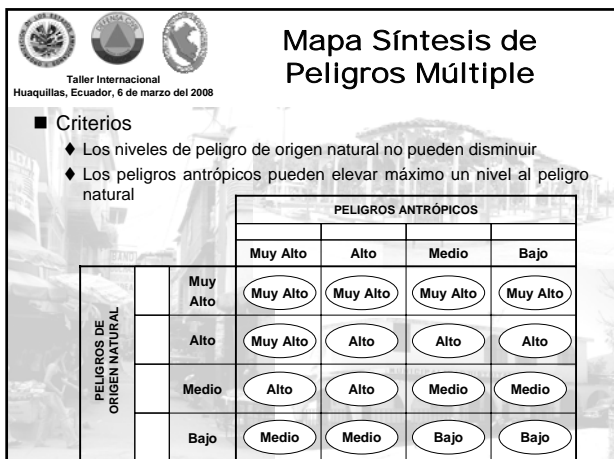 Mapa Síntesis de
Peligros Múltiple
Taller Internacional
Huaquillas, Ecuador, 6 de marzo del 2008
Criterios
Los niveles de peligro de origen natural no pueden disminuir
Los peligros antrópicos pueden elevar máximo un nivel al peligro
natural
PELIGROS ANTRÓPICOS
Muy Alto Alto Medio Bajo
PELIGROS DE
ORIGEN NATURAL
Muy
Alto
Muy Alto Muy Alto Muy Alto Muy Alto
Alto Muy Alto Alto Alto Alto
Medio Alto Alto Medio Medio
Bajo Medio Medio Bajo Bajo